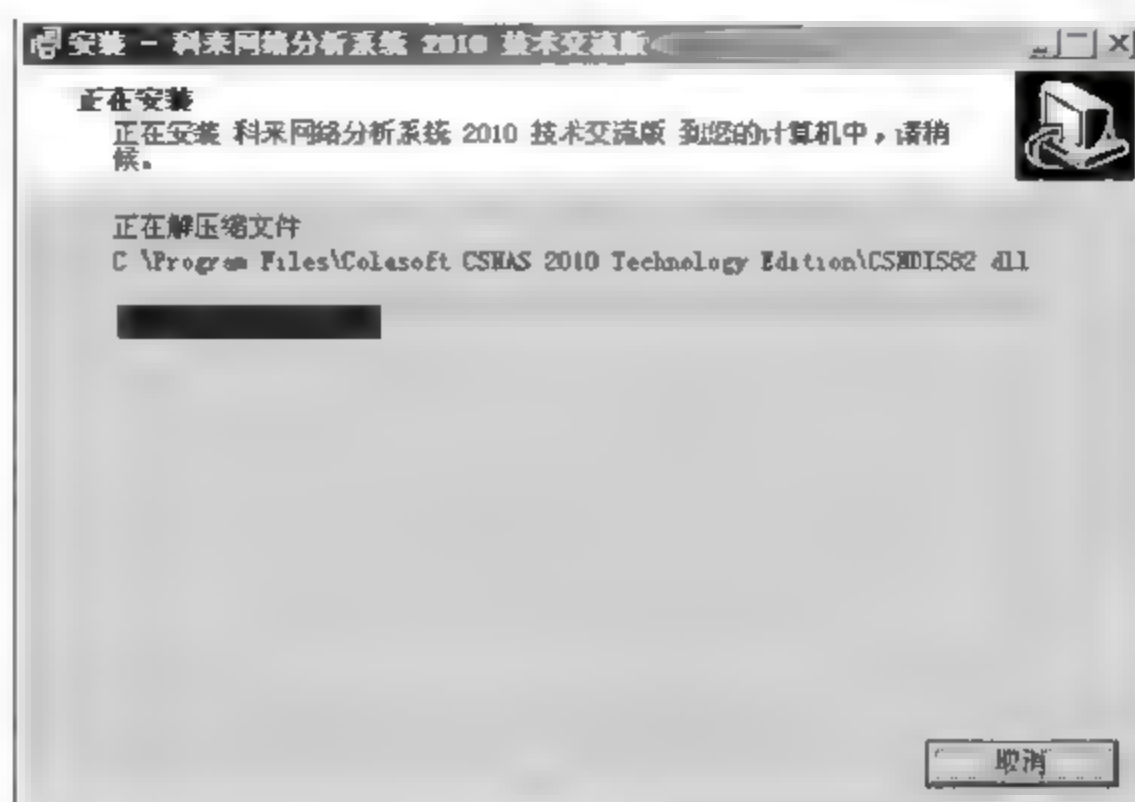 安装 - 科来网络分析系统 2010 技术交流版
正在安装
正在安装 科来网络分析系统 2010 技术交流版 到您的计算机中，请稍
候。
正在解压缩文件
C \Program Files\Colasoft CSNAS 2010 Technology Edition\CSNDIS82 dll
取消